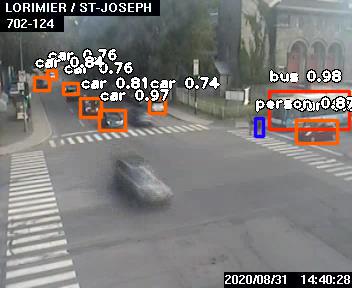 LORIMIER / ST-JOSEPH
702-124
car 0.76
car 0.84
car 0.76
car 0.81
car 0.74
car 0.97
bus 0.98
person 0.87
2020/08/31 14:40:28